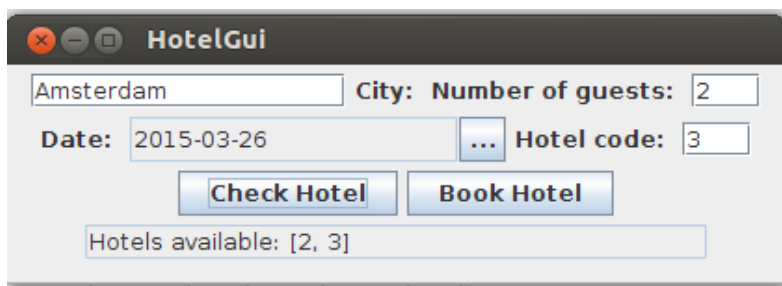 HotelGui
Amsterdam City: Number of guests: 2
Date: 2015-03-26 ... Hotel code: 3
Check Hotel Book Hotel
Hotels available: [2, 3]